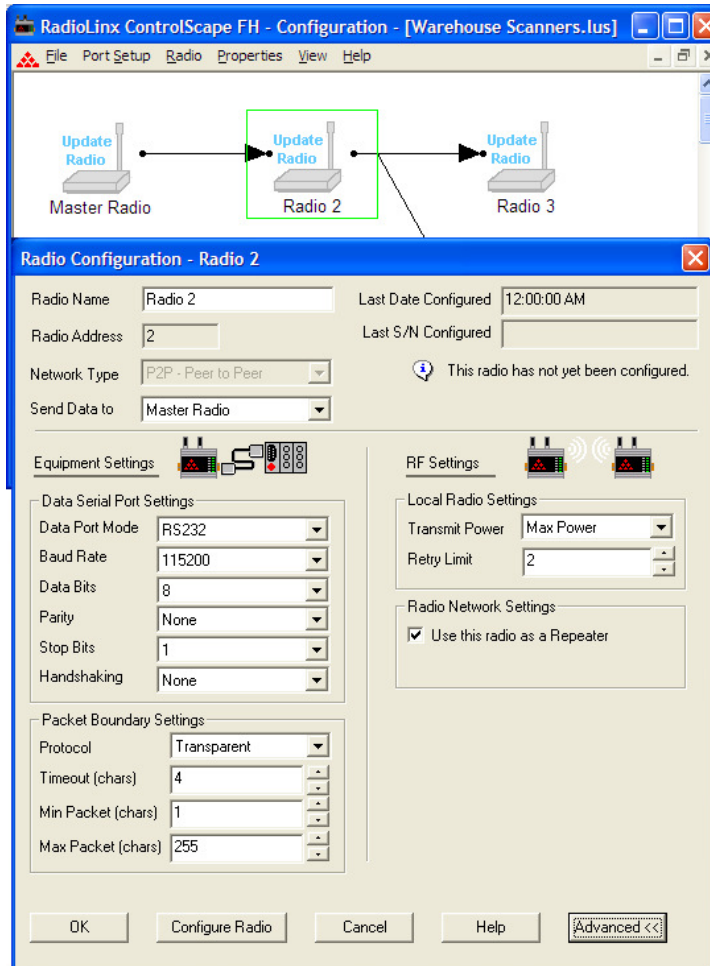 RadioLinx ControlScape FH - Configuration - [Warehouse Scanners.lus]
File Port Setup Radio Properties View Help
Update Radio
Update Radio
Update Radio
Master Radio
Radio 2
Radio 3
Radio Configuration - Radio 2
Radio Name Radio 2
Last Date Configured 12:00:00 AM
Radio Address 2
Last S/N Configured
Network Type P2P - Peer to Peer
This radio has not yet been configured.
Send Data to Master Radio
Equipment Settings
RF Settings
Data Serial Port Settings
Data Port Mode RS232
Baud Rate 115200
Data Bits 8
Parity None
Stop Bits 1
Handshaking None
Packet Boundary Settings
Protocol Transparent
Timeout (chars) 4
Min Packet (chars) 1
Max Packet (chars) 255
Local Radio Settings
Transmit Power Max Power
Retry Limit 2
Radio Network Settings
Use this radio as a Repeater
OK Configure Radio Cancel Help Advanced <<